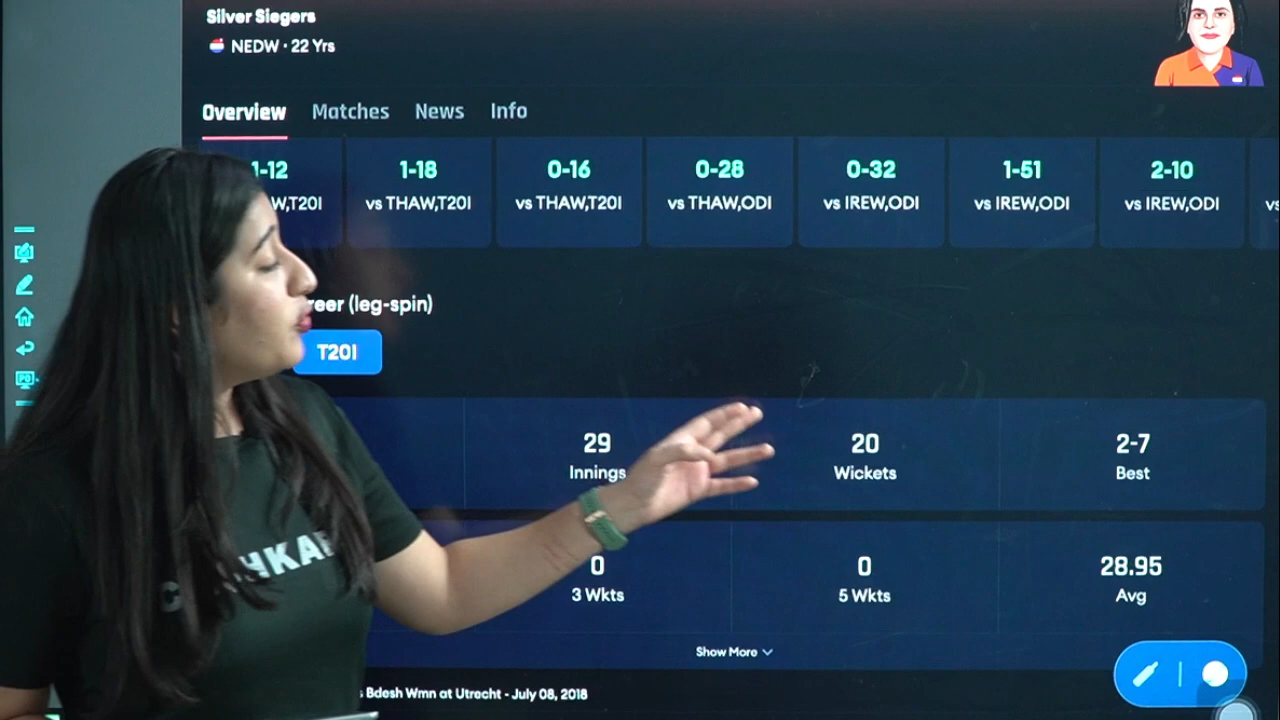 Silver Siegers
NEDW · 22 Yrs
Overview Matches News Info
1-12 1-18 0-16 0-28 0-32 1-51 2-10
W,T20I vs THAW,T20I vs THAW,T20I vs THAW,ODI vs IREW,ODI vs IREW,ODI vs IREW,ODI vs
reer (leg-spin)
T20I
29 20 2-7
Innings Wickets Best
0 0 28.95
3 Wkts 5 Wkts Avg
Show More
Bdesh Wmn at Utrecht - July 08, 2018